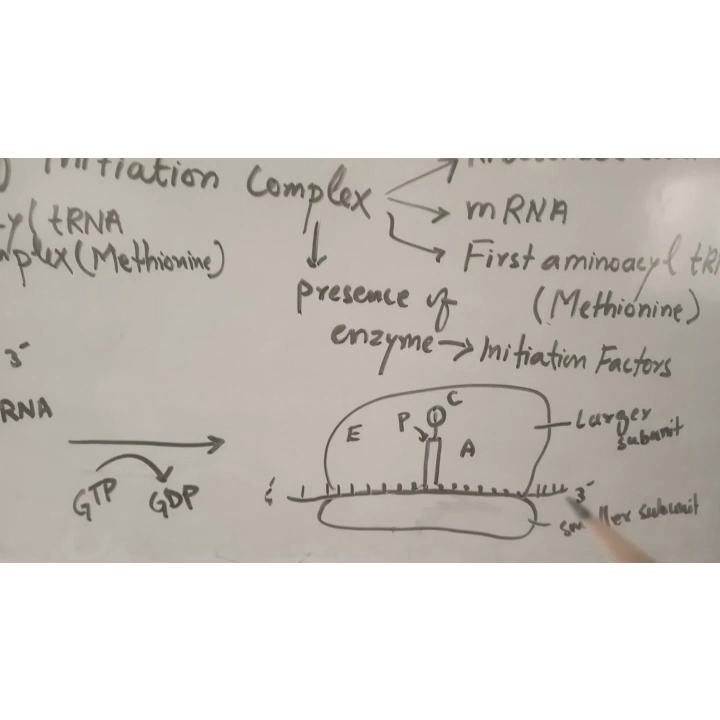 Initiation Complex
mRNA
tRNA
(Methionine)
First aminoacyl
(Methionine)
presence of
enzyme → Initiation Factors
3'
RNA
GTP GDP
C
P
E
A
Larger
subunit
3'
subunit